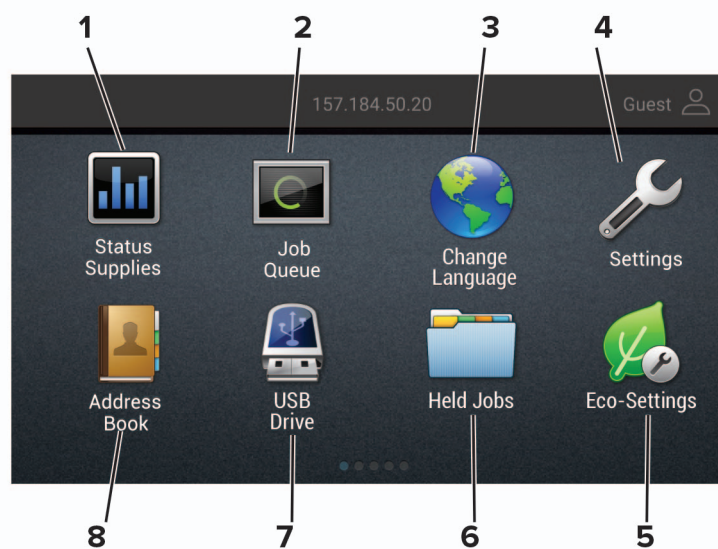 1 2 3 4
157.184.50.20 Guest
Status
Supplies
Job
Queue
Change
Language
Settings
Address
Book
USB
Drive
Held Jobs
Eco-Settings
8 7 6 5